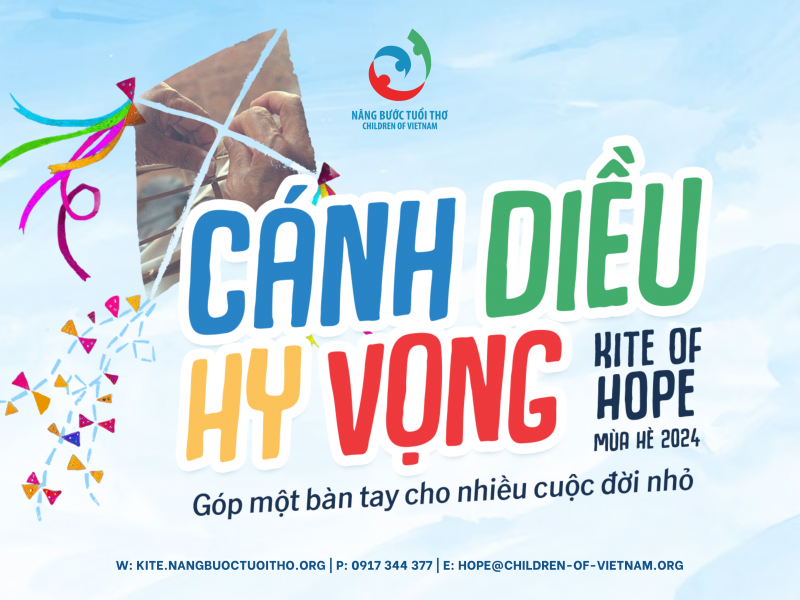 NÂNG BƯỚC TUỔI THƠ
CHILDREN OF VIETNAM
CÁNH DIỀU
HY VỌNG
KITE OF
HOPE
MÙA HÈ 2024
Góp một bàn tay cho nhiều cuộc đời nhỏ
W: KITE.NANGBUOCTUOITHO.ORG | P: 0917 344 377 | E: HOPE@CHILDREN-OF-VIETNAM.ORG